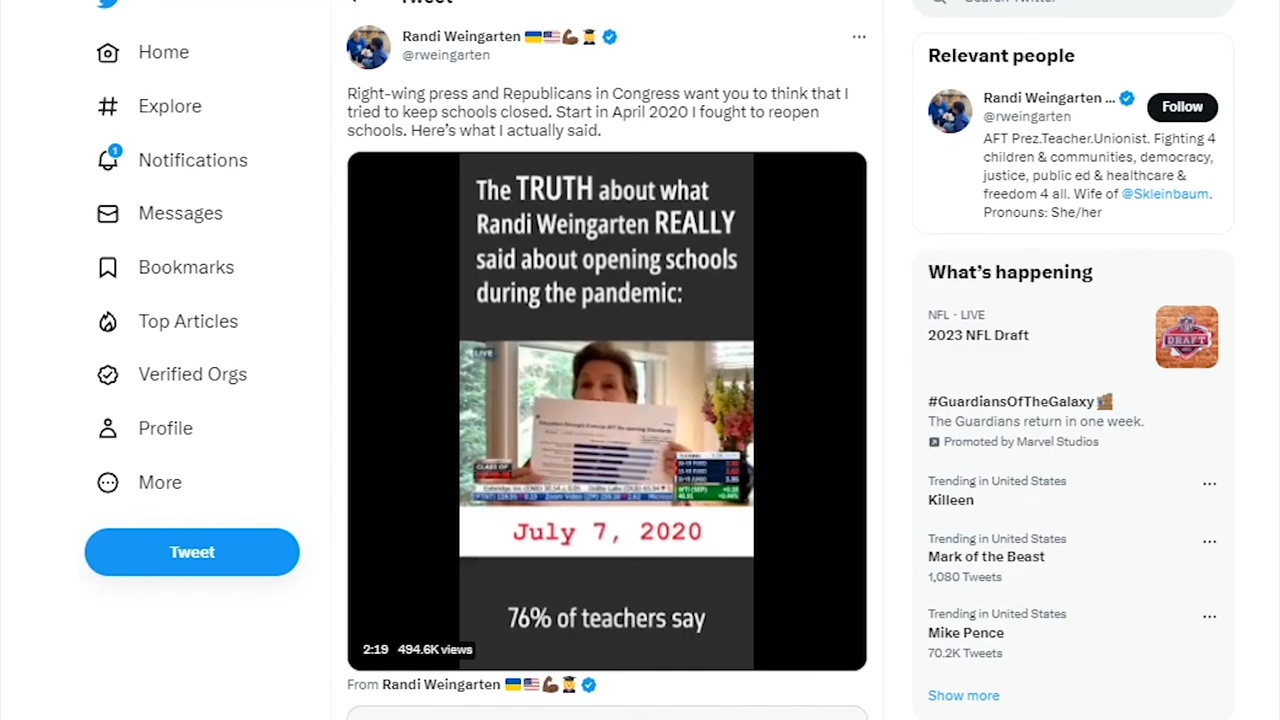 Tweet
Search Twitter
Home
Explore
Notifications
1
Messages
Bookmarks
Top Articles
Verified Orgs
Profile
More
Tweet
Randi Weingarten
@rweingarten
Right-wing press and Republicans in Congress want you to think that I
tried to keep schools closed. Start in April 2020 I fought to reopen
schools. Here's what I actually said.
The TRUTH about what
Randi Weingarten REALLY
said about opening schools
during the pandemic:
LIVE
CLASS OF
July 7, 2020
76% of teachers say
2:19 494.6K views
From Randi Weingarten
Relevant people
Randi Weingarten ...
@rweingarten
Follow
AFT Prez.Teacher.Unionist. Fighting 4
children & communities, democracy,
justice, public ed & healthcare &
freedom 4 all. Wife of @Skleinbaum.
Pronouns: She/her
What's happening
NFL · LIVE
2023 NFL Draft
DRAFT
#GuardiansOfTheGalaxy
The Guardians return in one week.
Promoted by Marvel Studios
Trending in United States
Killeen
Trending in United States
Mark of the Beast
1,080 Tweets
Trending in United States
Mike Pence
70.2K Tweets
Show more